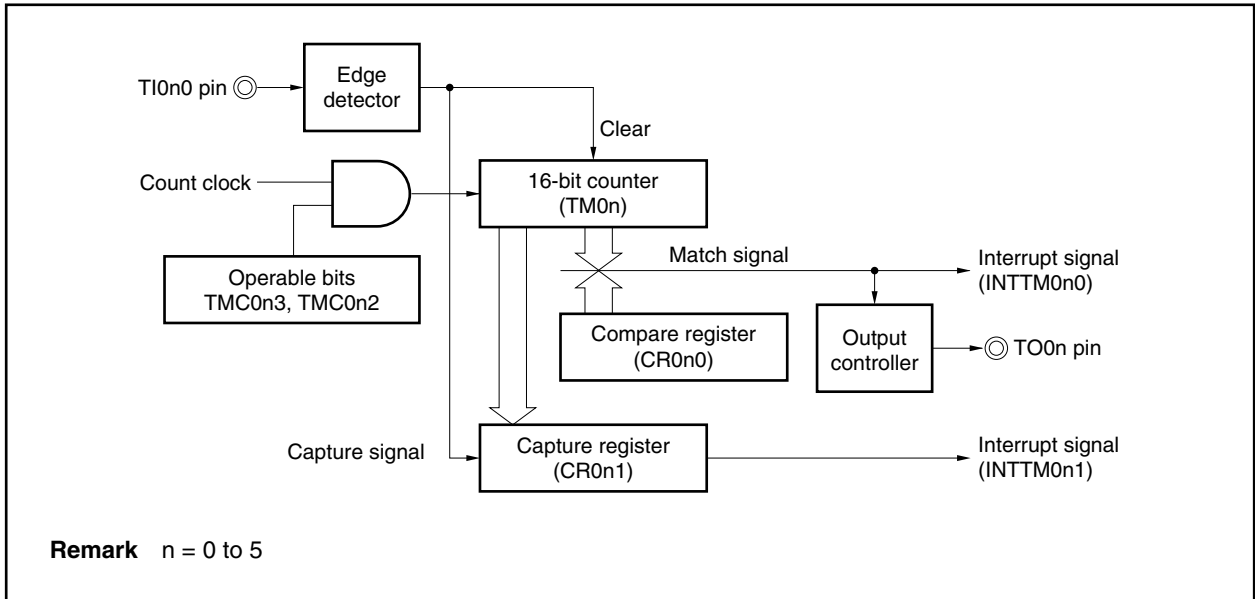 TI0n0 pin
Edge
detector
Clear
Count clock
16-bit counter
(TM0n)
Operable bits
TMC0n3, TMC0n2
Match signal
Interrupt signal
(INTTM0n0)
Compare register
(CR0n0)
Output
controller
TO0n pin
Capture signal
Capture register
(CR0n1)
Interrupt signal
(INTTM0n1)
Remark n = 0 to 5